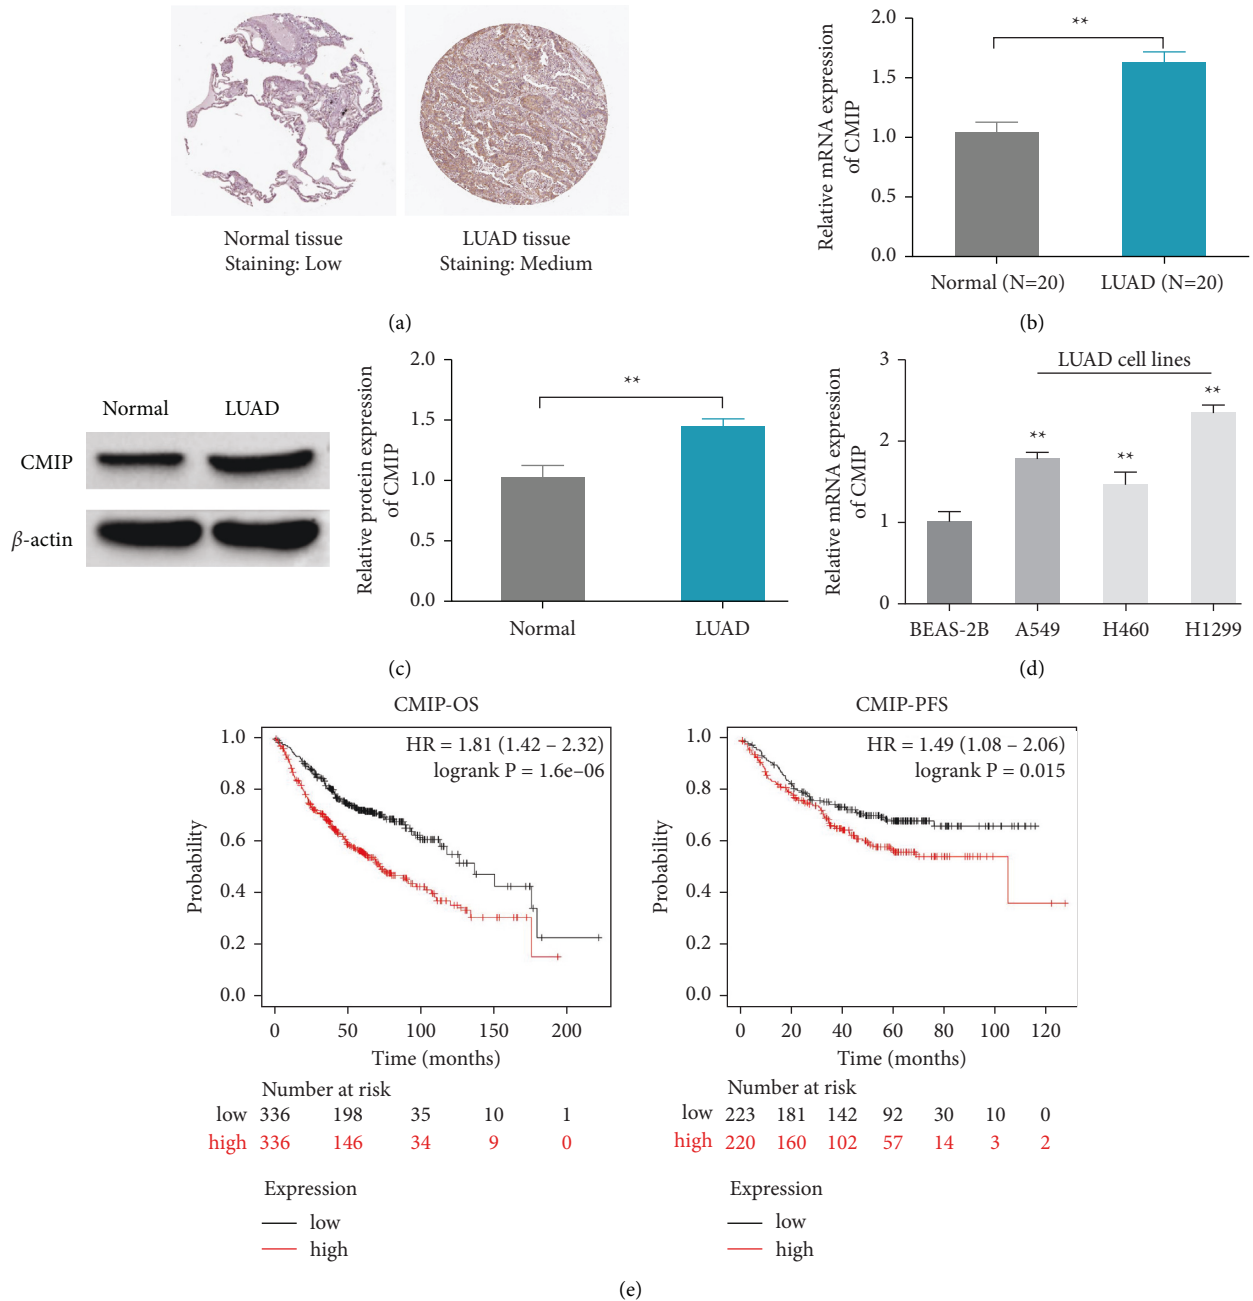 Normal tissue
Staining: Low
LUAD tissue
Staining: Medium
(a)
Relative mRNA expression
of CMIP
2.0
1.5
1.0
0.5
0.0
**
Normal (N=20)
LUAD (N=20)
(b)
Normal
LUAD
CMIP
β-actin
Relative protein expression
of CMIP
2.0
1.5
1.0
0.5
0.0
**
Normal
LUAD
(c)
Relative mRNA expression
of CMIP
3
2
1
0
LUAD cell lines
**
**
**
BEAS-2B
A549
H460
H1299
(d)
CMIP-OS
HR = 1.81 (1.42 – 2.32)
logrank P = 1.6e–06
Probability
1.0
0.8
0.6
0.4
0.2
0.0
0 50 100 150 200
Time (months)
Number at risk
low 336 198 35 10 1
high 336 146 34 9 0
Expression
low
high
CMIP-PFS
HR = 1.49 (1.08 – 2.06)
logrank P = 0.015
Probability
1.0
0.8
0.6
0.4
0.2
0.0
0 20 40 60 80 100 120
Time (months)
Number at risk
low 223 181 142 92 30 10 0
high 220 160 102 57 14 3 2
Expression
low
high
(e)